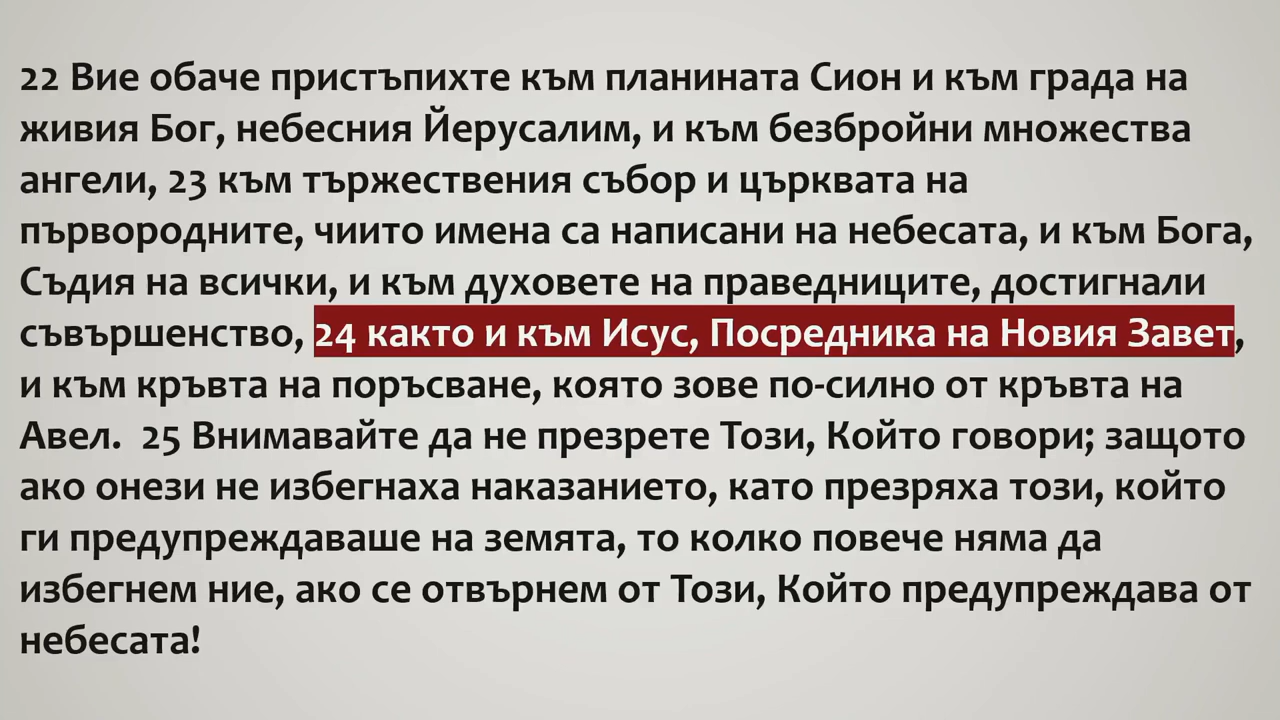 22 Вие обаче пристъпихте към планината Сион и към града на
живия Бог, небесния Йерусалим, и към безбройни множества
ангели, 23 към тържествения събор и църквата на
първородните, чиито имена са написани на небесата, и към Бога,
Съдия на всички, и към духовете на праведниците, достигнали
съвършенство, 24 както и към Исус, Посредника на Новия Завет,
и към кръвта на поръсване, която зове по-силно от кръвта на
Авел.  25 Внимавайте да не презрете Този, Който говори; защото
ако онези не избегнаха наказанието, като презряха този, който
ги предупреждаваше на земята, то колко повече няма да
избегнем ние, ако се отвърнем от Този, Който предупреждава от
небесата!